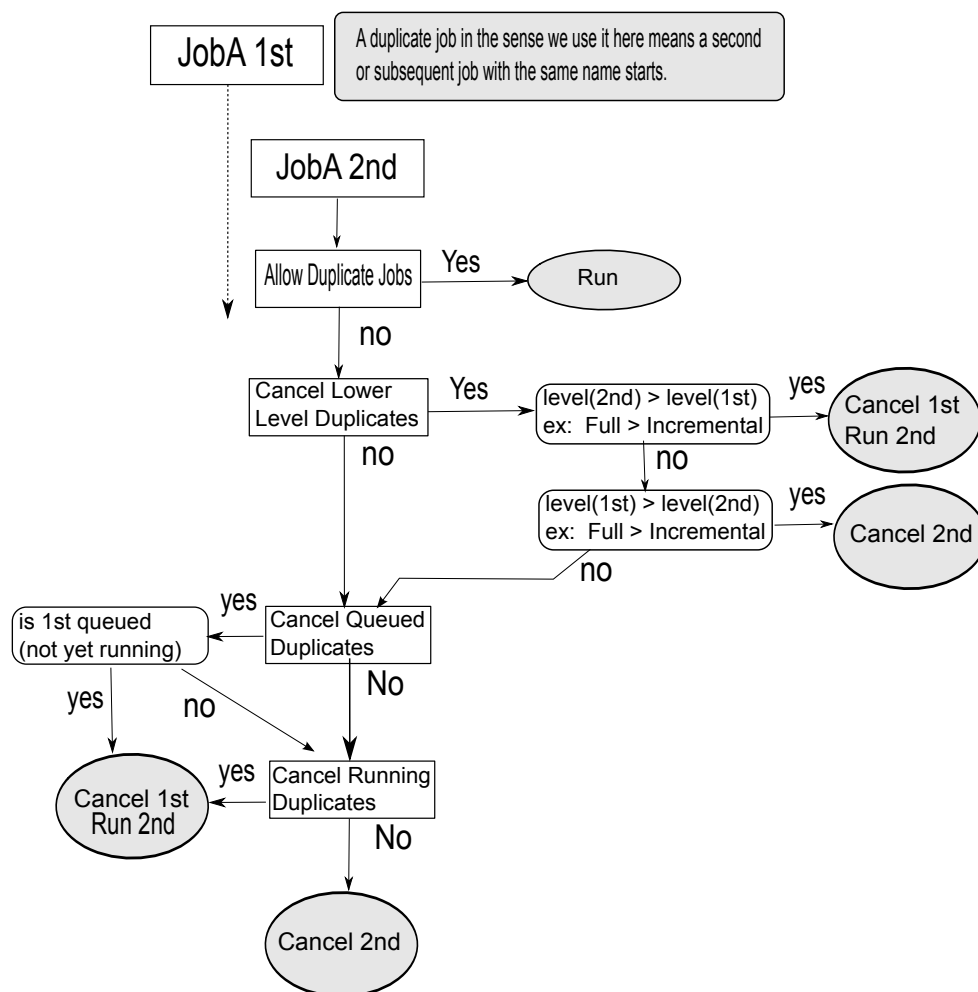 JobA 1st
A duplicate job in the sense we use it here means a second
or subsequent job with the same name starts.
JobA 2nd
Allow Duplicate Jobs
Yes
Run
no
Cancel Lower
Level Duplicates
Yes
level(2nd) > level(1st)
ex:  Full > Incremental
yes
Cancel 1st
Run 2nd
no
no
level(1st) > level(2nd)
ex:  Full > Incremental
yes
Cancel 2nd
no
is 1st queued
(not yet running)
yes
Cancel Queued
Duplicates
yes
no
No
Cancel 1st
Run 2nd
yes
Cancel Running
Duplicates
No
Cancel 2nd